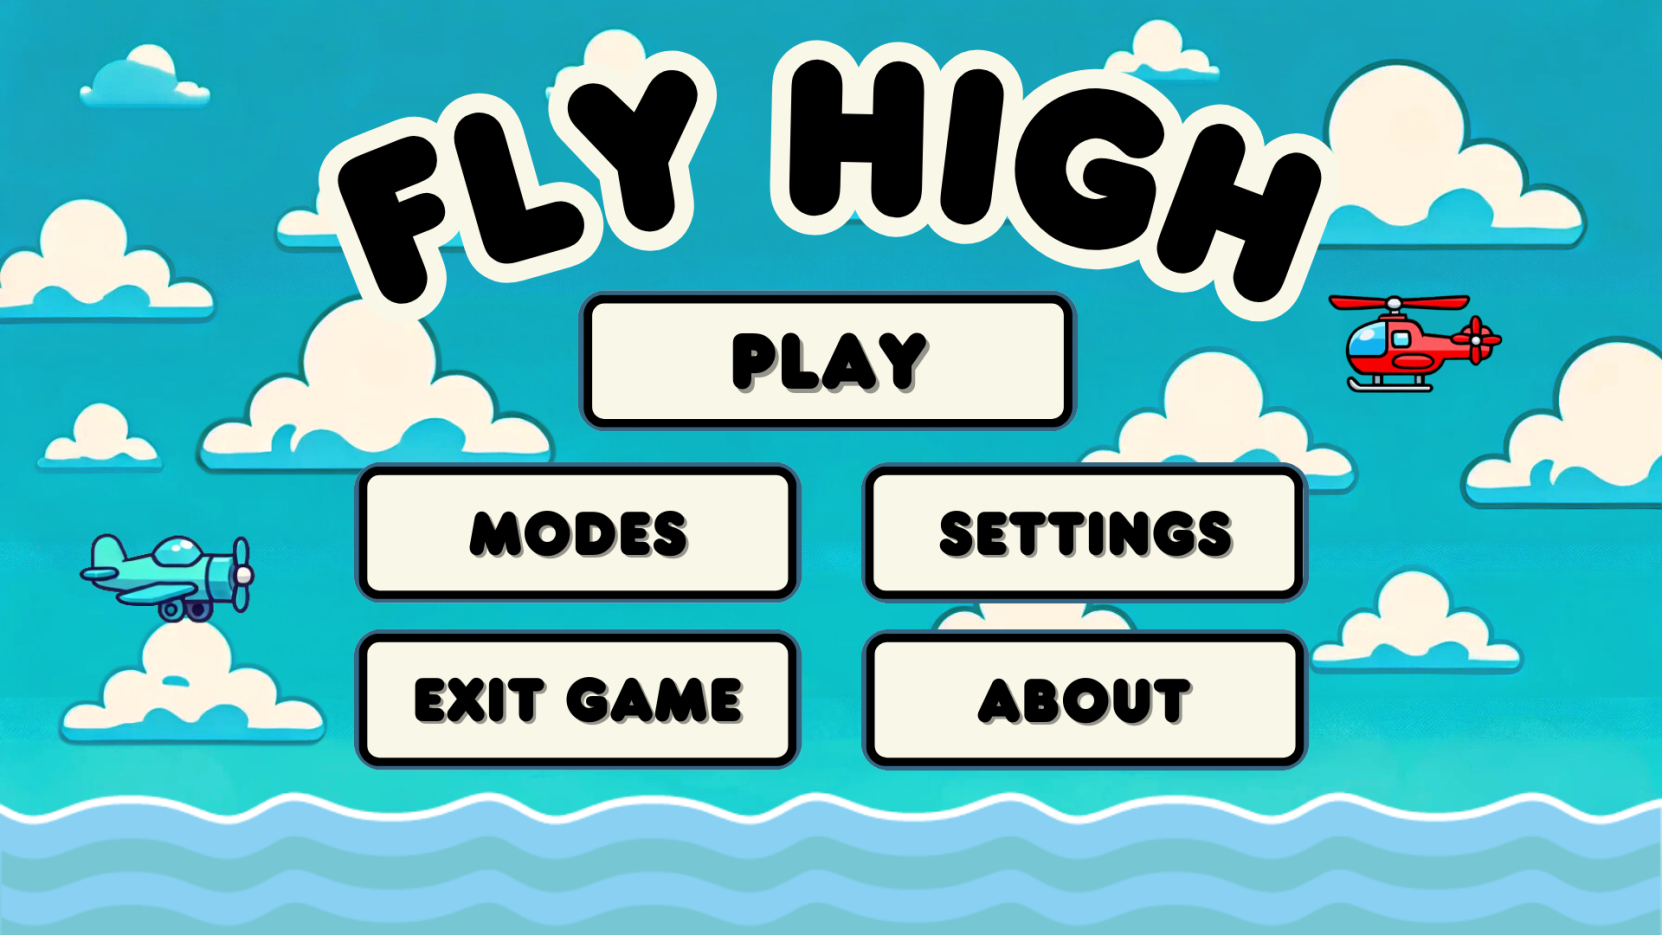 FLY HIGH
PLAY
MODES
SETTINGS
EXIT GAME
ABOUT